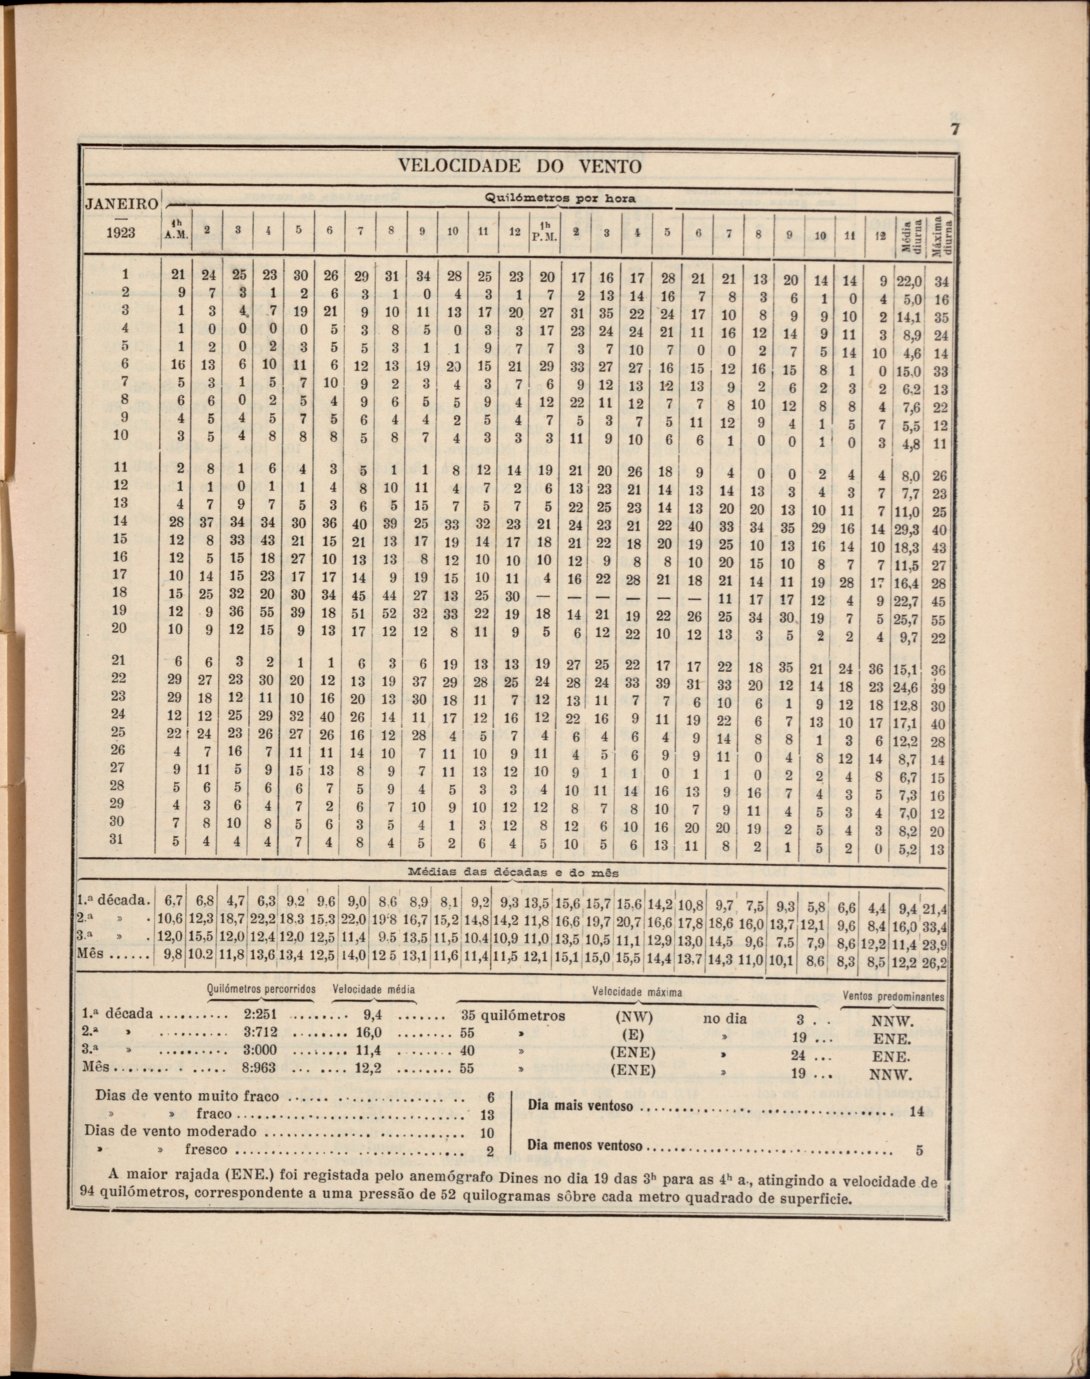 7
VELOCIDADE DO VENTO
JANEIRO — 1923
Quilómetros por hora
1h A.M. 2 3 4 5 6 7 8 9 10 11 12 1h P.M. 2 3 4 5 6 7 8 9 10 11 12 Média diurna Máxima diurna
1 21 24 25 23 30 26 29 31 34 28 25 23 20 17 16 17 28 21 21 13 20 14 14 9 22,0 34
2 9 7 3 1 2 6 3 1 0 4 3 1 7 2 13 14 16 7 8 3 6 1 0 4 5,0 16
3 1 3 4 7 19 21 9 10 11 13 17 20 27 31 35 22 24 17 10 8 9 9 10 2 14,1 35
4 1 0 0 0 0 5 3 8 5 0 3 3 17 23 24 24 21 11 16 12 14 9 11 3 8,9 24
5 1 2 0 2 3 5 5 3 1 1 9 7 7 3 7 10 7 0 0 2 7 5 14 10 4,6 14
6 16 13 6 10 11 6 12 13 19 20 15 21 29 33 27 27 16 15 12 16 15 8 1 0 15,0 33
7 5 3 1 5 7 10 9 2 3 4 3 7 6 9 12 13 12 13 9 2 6 2 3 2 6,2 13
8 6 6 0 2 5 4 9 6 5 5 9 4 12 22 11 12 7 7 8 10 12 8 8 4 7,6 22
9 4 5 4 5 7 5 6 4 4 2 5 4 7 5 3 7 5 11 12 9 4 1 5 7 5,5 12
10 3 5 4 8 8 8 5 8 7 4 3 3 3 11 9 10 6 6 1 0 0 1 0 3 4,8 11
11 2 8 1 6 4 3 5 1 1 8 12 14 19 21 20 26 18 9 4 0 0 2 4 4 8,0 26
12 1 1 0 1 1 4 8 10 11 4 7 2 6 13 23 21 14 13 14 13 3 4 3 7 7,7 23
13 4 7 9 7 5 3 6 5 15 7 5 7 5 22 25 23 14 13 20 20 13 10 11 7 11,0 25
14 28 37 34 34 30 36 40 39 25 33 32 23 21 24 23 21 22 40 33 34 35 29 16 14 29,3 40
15 12 8 33 43 21 15 21 13 17 19 14 17 18 21 22 18 20 19 25 10 13 16 14 10 18,3 43
16 12 5 15 18 27 10 13 13 8 12 10 10 10 12 9 8 8 10 20 15 10 8 7 7 11,5 27
17 10 14 15 23 17 17 14 9 19 15 10 11 4 16 22 28 21 18 21 14 11 19 28 17 16,4 28
18 15 25 32 20 30 34 45 44 27 13 25 30 — — — — — — 11 17 17 12 4 9 22,7 45
19 12 9 36 55 39 18 51 52 32 33 22 19 18 14 21 19 22 26 25 34 30 19 7 5 25,7 55
20 10 9 12 15 9 13 17 12 12 8 11 9 5 6 12 22 10 12 13 3 5 2 2 4 9,7 22
21 6 6 3 2 1 1 6 3 6 19 13 13 19 27 25 22 17 17 22 18 35 21 24 36 15,1 36
22 29 27 23 30 20 12 13 19 37 29 28 25 24 28 24 33 39 31 33 20 12 14 18 23 24,6 39
23 29 18 12 11 10 16 20 13 30 18 11 7 12 13 11 7 7 6 10 6 1 9 12 18 12,8 30
24 12 12 25 29 32 40 26 14 11 17 12 16 12 22 16 9 11 19 22 6 7 13 10 17 17,1 40
25 22 24 23 26 27 26 16 12 28 4 5 7 4 6 4 6 4 9 14 8 8 1 3 6 12,2 28
26 4 7 16 7 11 11 14 10 7 11 10 9 11 4 5 6 9 9 11 0 4 8 12 14 8,7 14
27 9 11 5 9 15 13 8 9 7 11 13 12 10 9 1 1 0 1 1 0 2 2 4 8 6,7 15
28 5 6 5 6 6 7 5 9 4 5 3 3 4 10 11 14 16 13 9 16 7 4 3 5 7,3 16
29 4 3 6 4 7 2 6 7 10 9 10 12 12 8 7 8 10 7 9 11 4 5 3 4 7,0 12
30 7 8 10 8 5 6 3 5 4 1 3 12 8 12 6 10 16 20 20 19 2 5 4 3 8,2 20
31 5 4 4 4 7 4 8 4 5 2 6 4 5 10 5 6 13 11 8 2 1 5 2 0 5,2 13
Médias das décadas e do mês
1.ª década. 6,7 6,8 4,7 6,3 9,2 9,6 9,0 8,6 8,9 8,1 9,2 9,3 13,5 15,6 15,7 15,6 14,2 10,8 9,7 7,5 9,3 5,8 6,6 4,4 9,4 21,4
2.ª » . 10,6 12,3 18,7 22,2 18,3 15,3 22,0 19,8 16,7 15,2 14,8 14,2 11,8 16,6 19,7 20,7 16,6 17,8 18,6 16,0 13,7 12,1 9,6 8,4 16,0 33,4
3.ª » . 12,0 15,5 12,0 12,4 12,0 12,5 11,4 9,5 13,5 11,5 10,4 10,9 11,0 13,5 10,5 11,1 12,9 13,0 14,5 9,6 7,5 7,9 8,6 12,2 11,4 23,9
Mês ...... 9,8 10,2 11,8 13,6 13,4 12,5 14,0 12,5 13,1 11,6 11,4 11,5 12,1 15,1 15,0 15,5 14,4 13,7 14,3 11,0 10,1 8,6 8,3 8,5 12,2 26,2
Quilómetros percorridos Velocidade média Velocidade máxima Ventos predominantes
1.ª década .......... 2:251 ........ 9,4 ....... 35 quilómetros (NW) no dia 3 . . NNW.
2.ª » .......... 3:712 ........ 16,0 ........ 55 » (E) » 19 ... ENE.
3.ª » .......... 3:000 ........ 11,4 ........ 40 » (ENE) » 24 ... ENE.
Mês .............. 8:963 ........ 12,2 ........ 55 » (ENE) » 19 ... NNW.
Dias de vento muito fraco .................... 6
» » fraco ............................ 13
Dias de vento moderado ........................ 10
» » fresco ........................... 2
Dia mais ventoso ................................ 14
Dia menos ventoso ............................... 5
A maior rajada (ENE.) foi registada pelo anemógrafo Dines no dia 19 das 3h para as 4h a., atingindo a velocidade de
94 quilómetros, correspondente a uma pressão de 52 quilogramas sôbre cada metro quadrado de superficie.